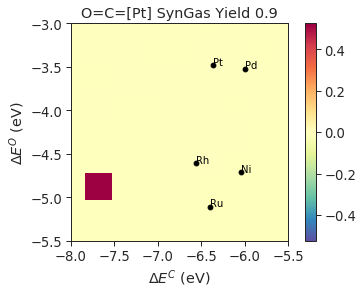 O=C=[Pt] SynGas Yield 0.9
−3.0
−3.5
−4.0
−4.5
−5.0
−5.5
ΔE^O (eV)
Pt
Pd
Rh
Ni
Ru
−8.0 −7.5 −7.0 −6.5 −6.0 −5.5
ΔE^C (eV)
0.4
0.2
0.0
−0.2
−0.4